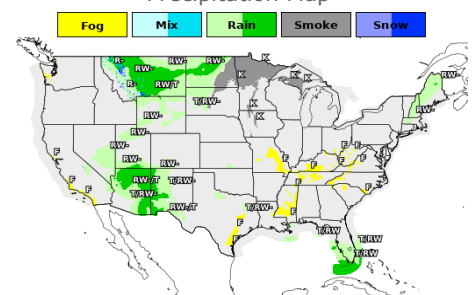 Precipitation Map
Fog Mix Rain Smoke Snow
R- RW- RW- K
K K K RW-
R- RW/T
T/RW- K RW-
RW- K
RW-
RW- F F F
RW- RW- F F F
F RW-/T T/RW- F
F F T/RW- RW-/T T/RW- F
F T/RW T/RW
F T/RW